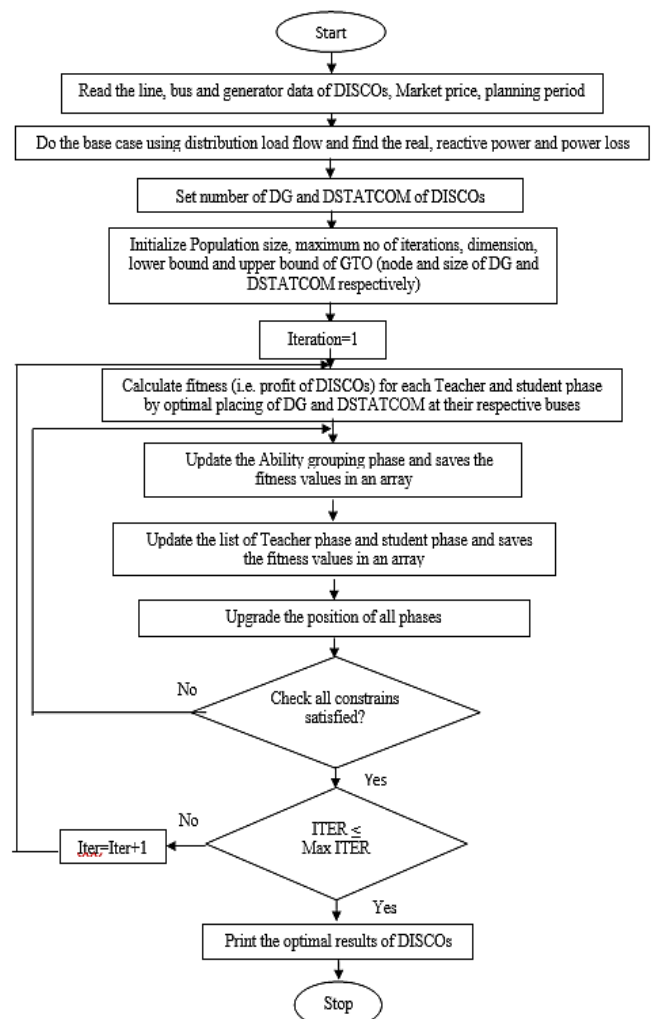 Start
Read the line, bus and generator data of DISCOs, Market price, planning period
Do the base case using distribution load flow and find the real, reactive power and power loss
Set number of DG and DSTATCOM of DISCOs
Initialize Population size, maximum no of iterations, dimension,
lower bound and upper bound of GTO (node and size of DG and
DSTATCOM respectively)
Iteration=1
Calculate fitness (i.e. profit of DISCOs) for each Teacher and student phase
by optimal placing of DG and DSTATCOM at their respective buses
Update the Ability grouping phase and saves the
fitness values in an array
Update the list of Teacher phase and student phase and saves
the fitness values in an array
Upgrade the position of all phases
No
Check all constrains
satisfied?
Yes
No
ITER ≤
Max ITER
Iter=Iter+1
Yes
Print the optimal results of DISCOs
Stop